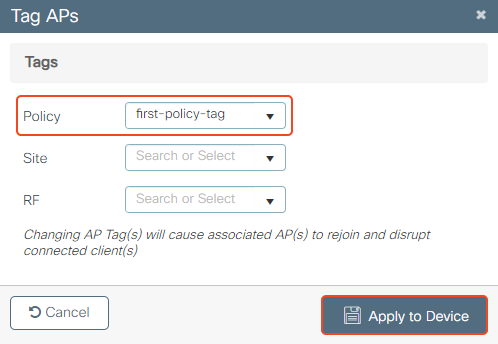 Tag APs
Tags
Policy first-policy-tag
Site Search or Select
RF Search or Select
Changing AP Tag(s) will cause associated AP(s) to rejoin and disrupt
connected client(s)
Cancel Apply to Device